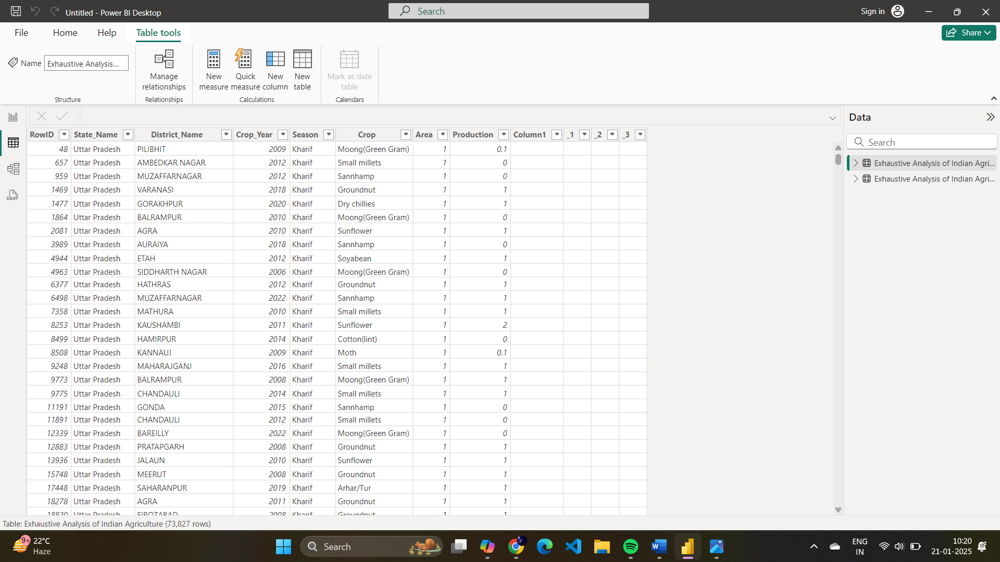 Untitled - Power BI Desktop
Search
Sign in
File Home Help Table tools
Share
Name Exhaustive Analysis...
Manage relationships
New measure
Quick measure
New column
New table
Mark as date table
Structure Relationships Calculations Calendars
Data
Search
Exhaustive Analysis of Indian Agri...
Exhaustive Analysis of Indian Agri...
DAX
RowID State_Name District_Name Crop_Year Season Crop Area Production Column1 _1 _2 _3
48 Uttar Pradesh PILIBHIT 2009 Kharif Moong(Green Gram) 1 0.1
657 Uttar Pradesh AMBEDKAR NAGAR 2012 Kharif Small millets 1 0
959 Uttar Pradesh MUZAFFARNAGAR 2012 Kharif Sannhamp 1 0
1469 Uttar Pradesh VARANASI 2018 Kharif Groundnut 1 1
1477 Uttar Pradesh GORAKHPUR 2020 Kharif Dry chillies 1 1
1864 Uttar Pradesh BALRAMPUR 2010 Kharif Moong(Green Gram) 1 0
2081 Uttar Pradesh AGRA 2010 Kharif Sunflower 1 1
3989 Uttar Pradesh AURAIYA 2018 Kharif Sannhamp 1 0
4944 Uttar Pradesh ETAH 2012 Kharif Soyabean 1 1
4963 Uttar Pradesh SIDDHARTH NAGAR 2006 Kharif Moong(Green Gram) 1 0
6377 Uttar Pradesh HATHRAS 2012 Kharif Groundnut 1 1
6498 Uttar Pradesh MUZAFFARNAGAR 2022 Kharif Sannhamp 1 1
7358 Uttar Pradesh MATHURA 2010 Kharif Small millets 1 1
8253 Uttar Pradesh KAUSHAMBI 2011 Kharif Sunflower 1 2
8499 Uttar Pradesh HAMIRPUR 2014 Kharif Cotton(lint) 1 0
8508 Uttar Pradesh KANNAUJ 2009 Kharif Moth 1 0.1
9248 Uttar Pradesh MAHARAJGANJ 2016 Kharif Small millets 1 1
9773 Uttar Pradesh BALRAMPUR 2008 Kharif Moong(Green Gram) 1 1
9775 Uttar Pradesh CHANDAULI 2014 Kharif Small millets 1 1
11191 Uttar Pradesh GONDA 2015 Kharif Sannhamp 1 0
11891 Uttar Pradesh CHANDAULI 2012 Kharif Small millets 1 0
12339 Uttar Pradesh BAREILLY 2022 Kharif Moong(Green Gram) 1 0
12883 Uttar Pradesh PRATAPGARH 2008 Kharif Groundnut 1 1
13936 Uttar Pradesh JALAUN 2010 Kharif Sunflower 1 1
15748 Uttar Pradesh MEERUT 2008 Kharif Groundnut 1 1
17448 Uttar Pradesh SAHARANPUR 2019 Kharif Arhar/Tur 1 1
18278 Uttar Pradesh AGRA 2011 Kharif Groundnut 1 1
18820 Uttar Pradesh FIROZABAD 2008 Kharif Groundnut 1 1
Table: Exhaustive Analysis of Indian Agriculture (73,827 rows)
9+ 22°C
Haze
Search
ENG
IN
10:20
21-01-2025